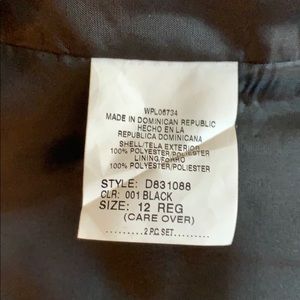 WPL06734
MADE IN DOMINICAN REPUBLIC
HECHO EN LA
REPUBLICA DOMINICANA
SHELL/TELA EXTERIOR
100% POLYESTER/POLIESTER
LINING/FORRO
100% POLYESTER/POLIESTER
STYLE: D831088
CLR: 001 BLACK
SIZE: 12 REG
(CARE OVER)
2 PC SET